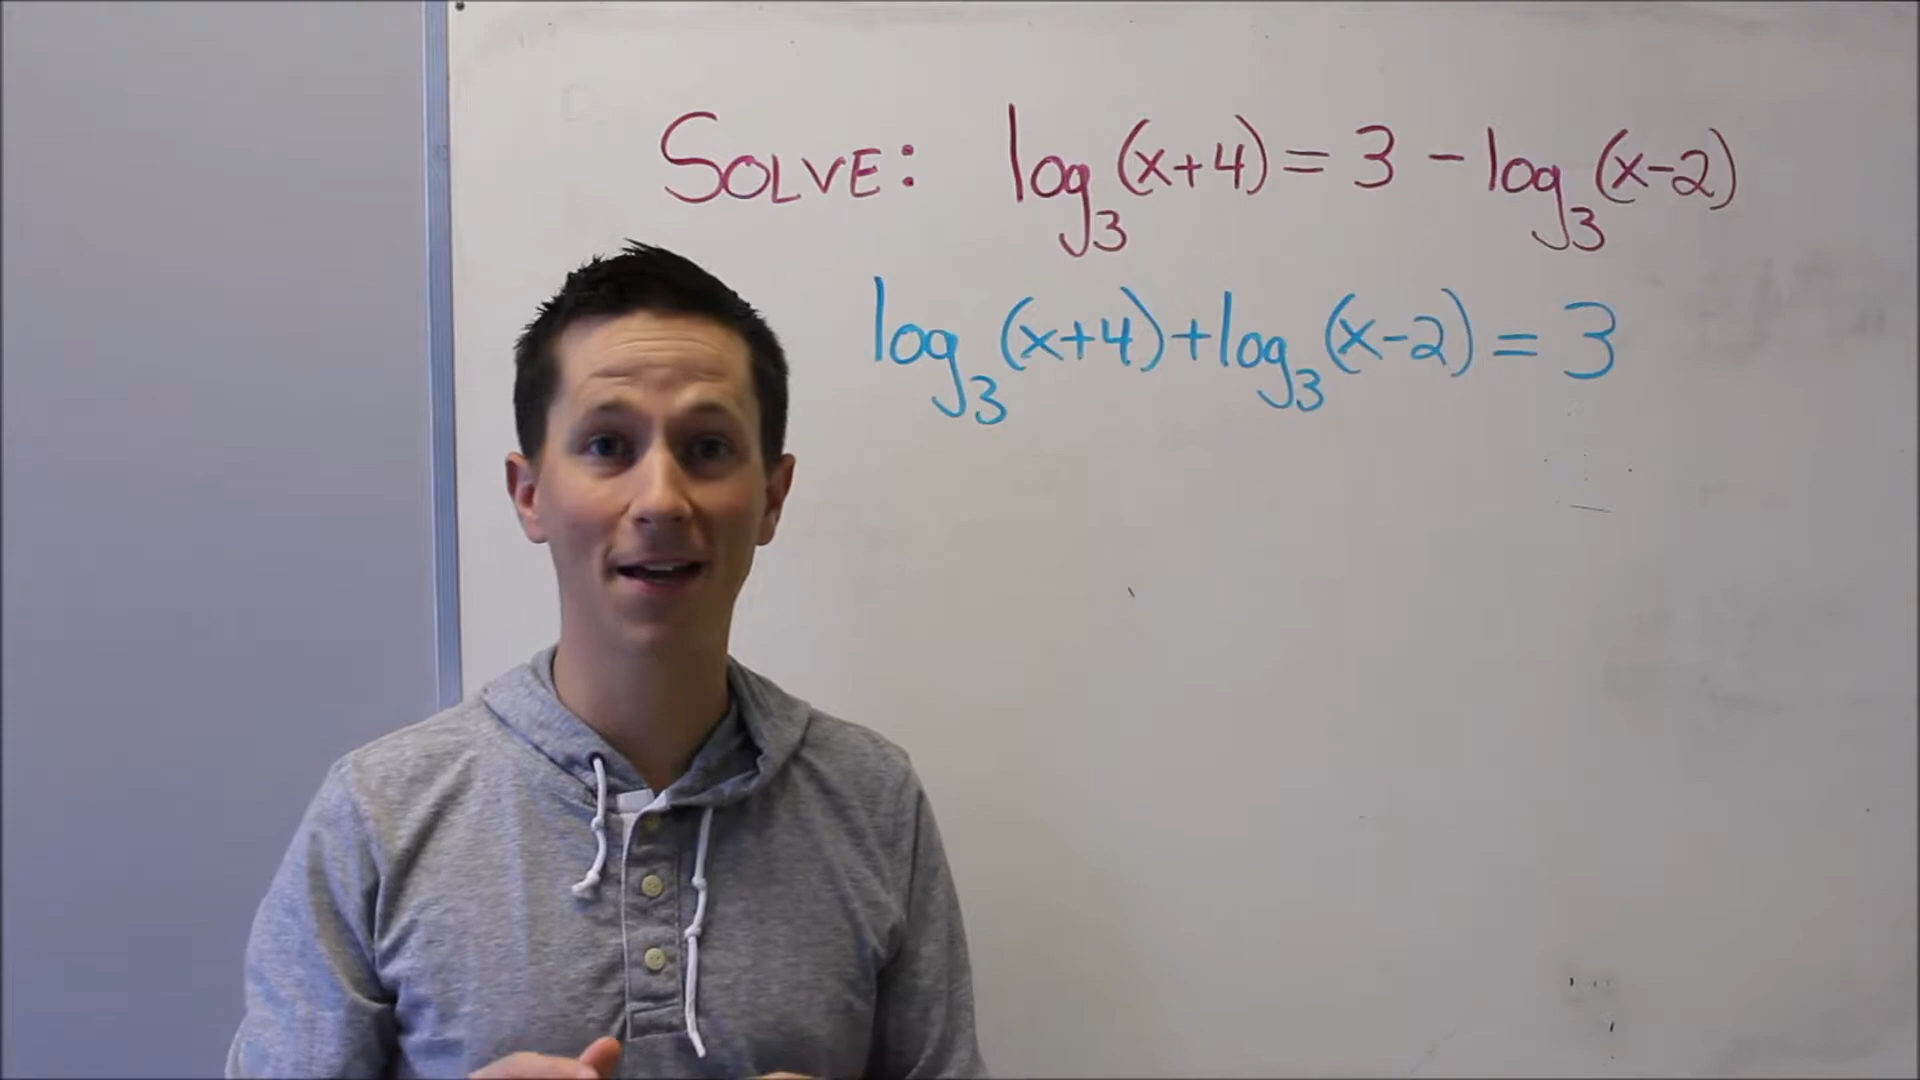 SOLVE: log₃(x+4) = 3 - log₃(x-2)
log₃(x+4) + log₃(x-2) = 3